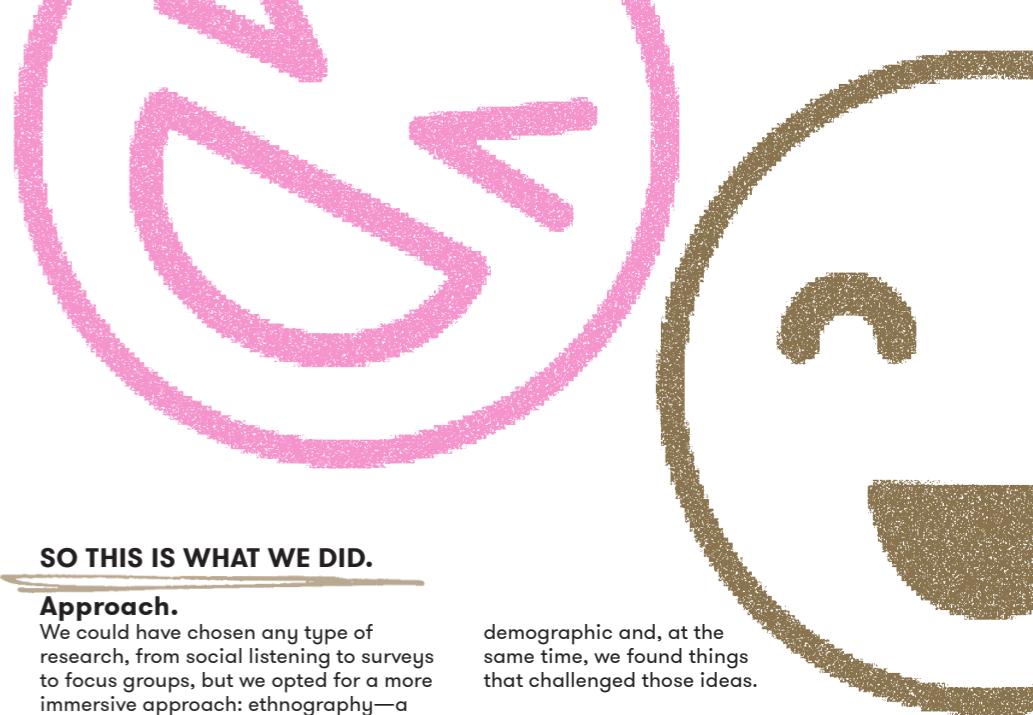 SO THIS IS WHAT WE DID.
Approach.
We could have chosen any type of
research, from social listening to surveys
to focus groups, but we opted for a more
immersive approach: ethnography—a
demographic and, at the
same time, we found things
that challenged those ideas.